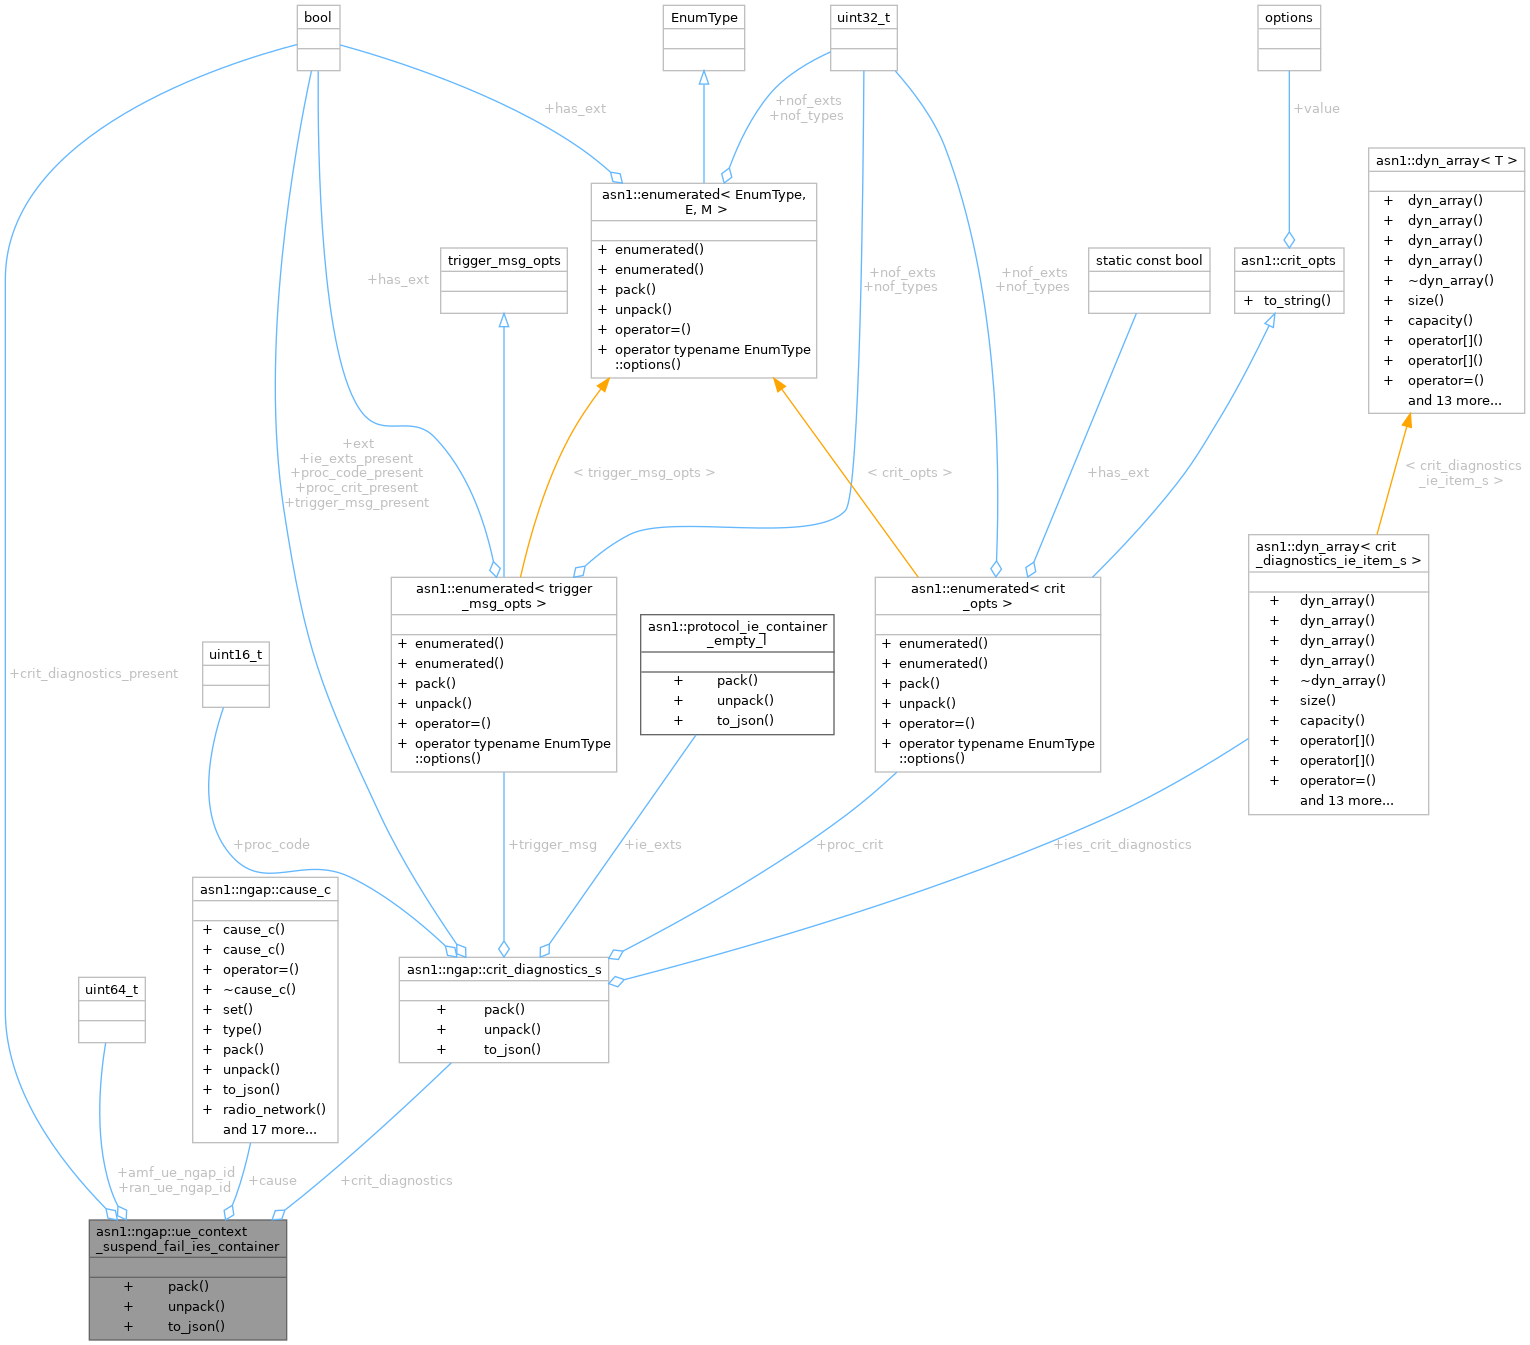 bool
EnumType
uint32_t
options
+has_ext
+nof_exts
+nof_types
+value
asn1::dyn_array< T >
+ dyn_array()
+ dyn_array()
+ dyn_array()
+ dyn_array()
+ ~dyn_array()
+ size()
+ capacity()
+ operator[]()
+ operator[]()
+ operator=()
and 13 more...
asn1::enumerated< EnumType,
E, M >
+ enumerated()
+ enumerated()
+ pack()
+ unpack()
+ operator=()
+ operator typename EnumType
::options()
trigger_msg_opts
static const bool
asn1::crit_opts
+ to_string()
+has_ext
+nof_exts
+nof_types
+nof_exts
+nof_types
+ext
+ie_exts_present
+proc_code_present
+proc_crit_present
+trigger_msg_present
< trigger_msg_opts >
< crit_opts >
+has_ext
< crit_diagnostics
_ie_item_s >
asn1::dyn_array< crit
_diagnostics_ie_item_s >
+ dyn_array()
+ dyn_array()
+ dyn_array()
+ dyn_array()
+ ~dyn_array()
+ size()
+ capacity()
+ operator[]()
+ operator[]()
+ operator=()
and 13 more...
asn1::enumerated< trigger
_msg_opts >
+ enumerated()
+ enumerated()
+ pack()
+ unpack()
+ operator=()
+ operator typename EnumType
::options()
asn1::protocol_ie_container
_empty_l
+ pack()
+ unpack()
+ to_json()
asn1::enumerated< crit
_opts >
+ enumerated()
+ enumerated()
+ pack()
+ unpack()
+ operator=()
+ operator typename EnumType
::options()
uint16_t
+crit_diagnostics_present
+proc_code
+trigger_msg
+ie_exts
+proc_crit
+ies_crit_diagnostics
asn1::ngap::cause_c
+ cause_c()
+ cause_c()
+ operator=()
+ ~cause_c()
+ set()
+ type()
+ pack()
+ unpack()
+ to_json()
+ radio_network()
and 17 more...
asn1::ngap::crit_diagnostics_s
+ pack()
+ unpack()
+ to_json()
uint64_t
+amf_ue_ngap_id
+ran_ue_ngap_id
+cause
+crit_diagnostics
asn1::ngap::ue_context
_suspend_fail_ies_container
+ pack()
+ unpack()
+ to_json()